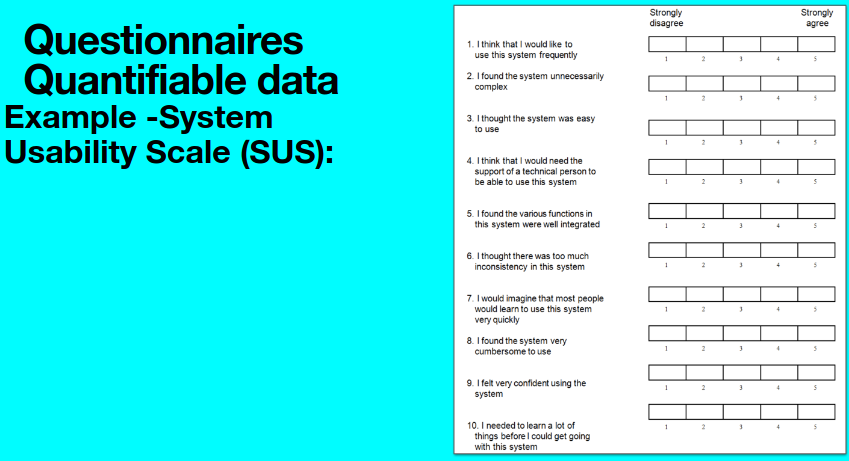 Questionnaires
Quantifiable data
Example -System
Usability Scale (SUS):
Strongly
disagree
Strongly
agree
1. I think that I would like to
use this system frequently
1 2 3 4 5
2. I found the system unnecessarily
complex
1 2 3 4 5
3. I thought the system was easy
to use
1 2 3 4 5
4. I think that I would need the
support of a technical person to
be able to use this system
1 2 3 4 5
5. I found the various functions in
this system were well integrated
1 2 3 4 5
6. I thought there was too much
inconsistency in this system
1 2 3 4 5
7. I would imagine that most people
would learn to use this system
very quickly
1 2 3 4 5
8. I found the system very
cumbersome to use
1 2 3 4 5
9. I felt very confident using the
system
1 2 3 4 5
10. I needed to learn a lot of
things before I could get going
with this system
1 2 3 4 5